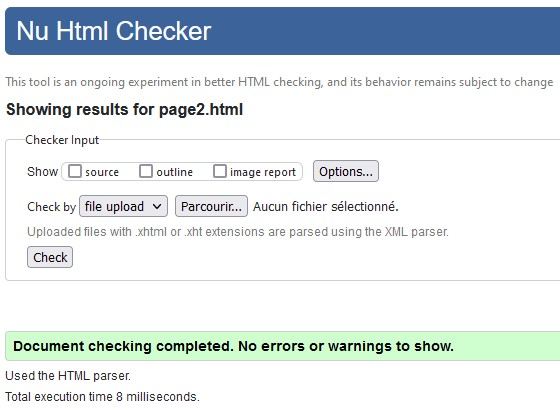 Nu Html Checker
This tool is an ongoing experiment in better HTML checking, and its behavior remains subject to change
Showing results for page2.html
Checker Input
Show source outline image report Options...
Check by file upload Parcourir... Aucun fichier sélectionné.
Uploaded files with .xhtml or .xht extensions are parsed using the XML parser.
Check
Document checking completed. No errors or warnings to show.
Used the HTML parser.
Total execution time 8 milliseconds.